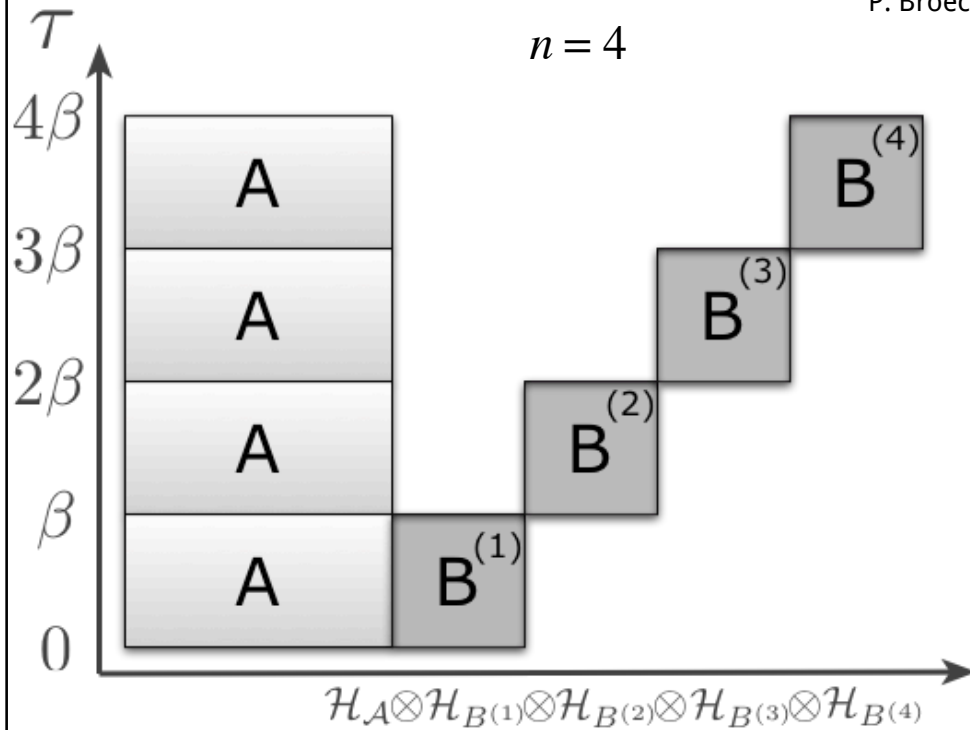 P. Broec
τ
n = 4
4β
A
B(4)
3β
A
B(3)
2β
A
B(2)
β
A
B(1)
0
ℋ_𝒜⊗ℋ_B(1)⊗ℋ_B(2)⊗ℋ_B(3)⊗ℋ_B(4)